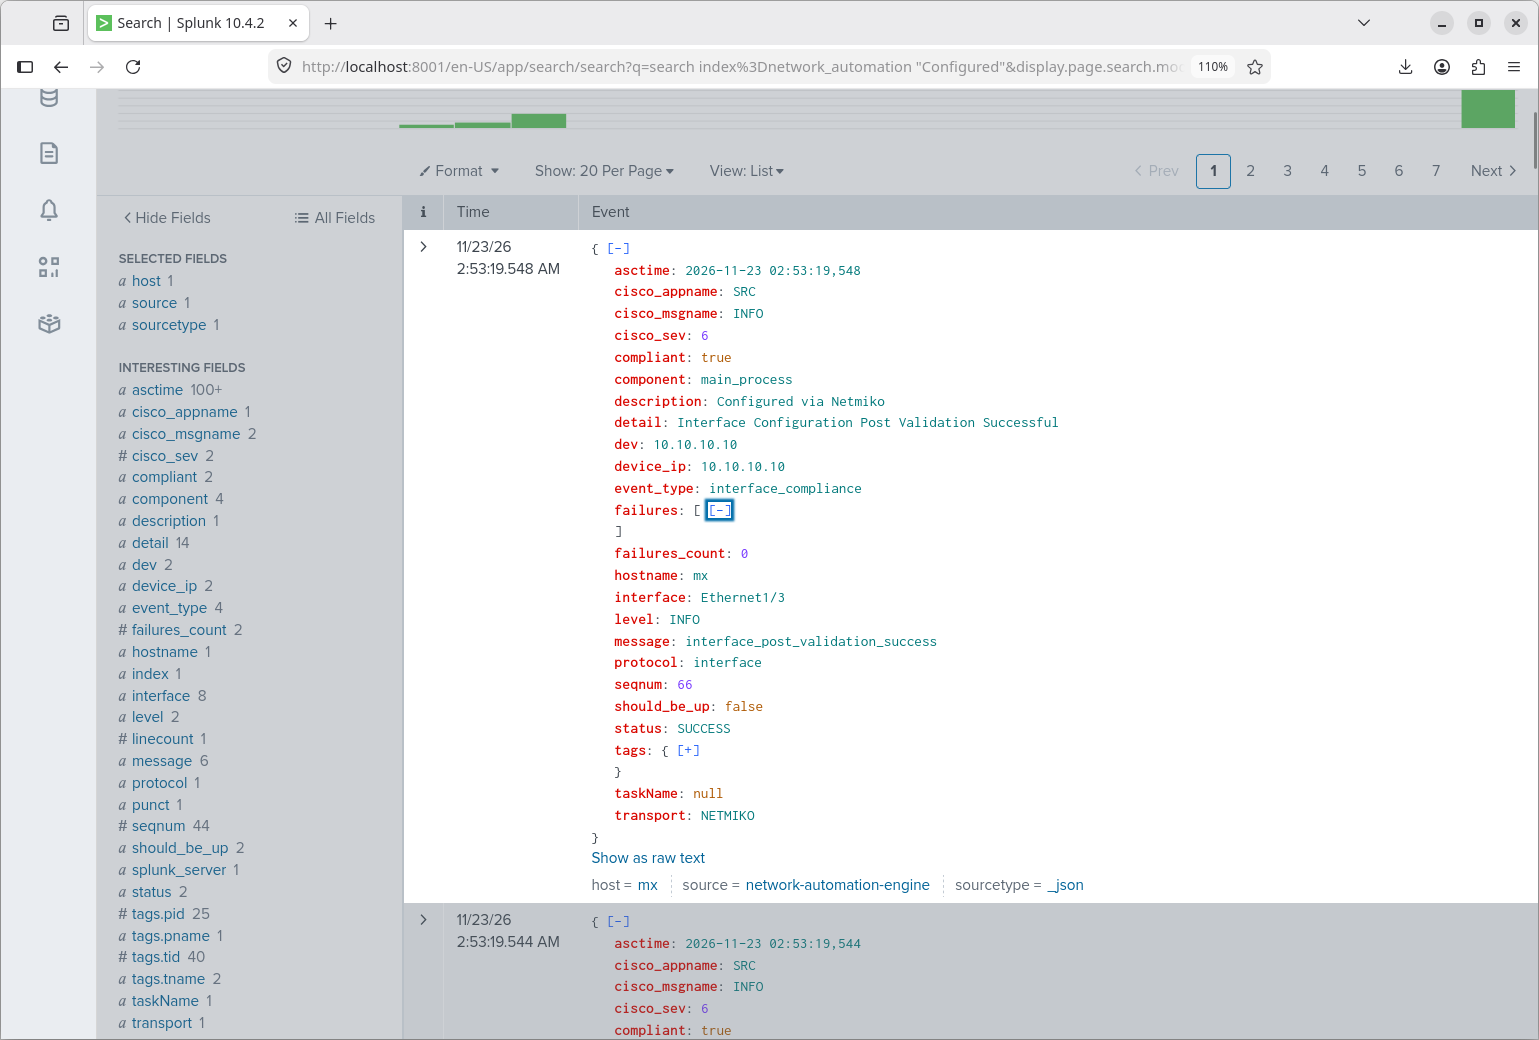 Search | Splunk 10.4.2
http://localhost:8001/en-US/app/search/search?q=search index%3Dnetwork_automation "Configured"&display.page.search.mo
110%
Format
Show: 20 Per Page
View: List
Prev
1
2
3
4
5
6
7
Next
Hide Fields
All Fields
i
Time
Event
SELECTED FIELDS
a host 1
a source 1
a sourcetype 1
INTERESTING FIELDS
a asctime 100+
a cisco_appname 1
a cisco_msgname 2
# cisco_sev 2
a compliant 2
a component 4
a description 1
a detail 14
a dev 2
a device_ip 2
a event_type 4
# failures_count 2
a hostname 1
a index 1
a interface 8
a level 2
# linecount 1
a message 6
a protocol 1
a punct 1
# seqnum 44
a should_be_up 2
a splunk_server 1
a status 2
# tags.pid 25
a tags.pname 1
# tags.tid 40
a tags.tname 2
a taskName 1
a transport 1
11/23/26
2:53:19.548 AM
{ [-]
asctime: 2026-11-23 02:53:19,548
cisco_appname: SRC
cisco_msgname: INFO
cisco_sev: 6
compliant: true
component: main_process
description: Configured via Netmiko
detail: Interface Configuration Post Validation Successful
dev: 10.10.10.10
device_ip: 10.10.10.10
event_type: interface_compliance
failures: [ [-]
]
failures_count: 0
hostname: mx
interface: Ethernet1/3
level: INFO
message: interface_post_validation_success
protocol: interface
seqnum: 66
should_be_up: false
status: SUCCESS
tags: { [+]
}
taskName: null
transport: NETMIKO
}
Show as raw text
host = mx
source = network-automation-engine
sourcetype = _json
11/23/26
2:53:19.544 AM
{ [-]
asctime: 2026-11-23 02:53:19,544
cisco_appname: SRC
cisco_msgname: INFO
cisco_sev: 6
compliant: true